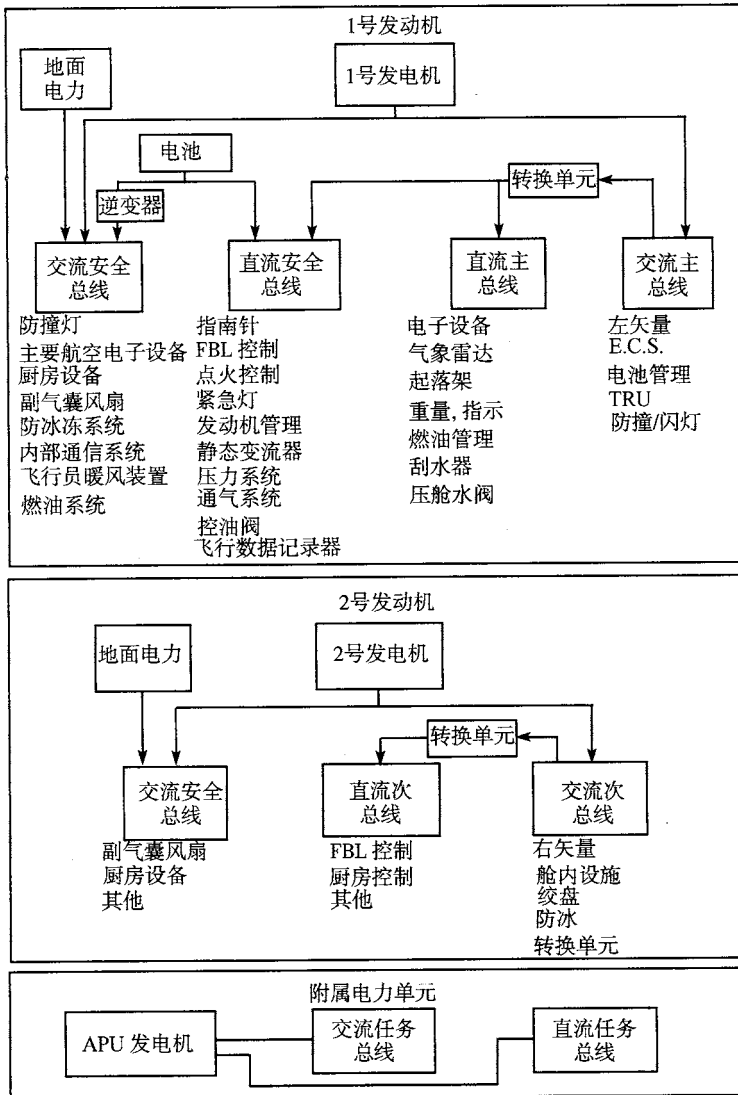 1号发动机
地面
电力
1号发电机
电池
转换单元
逆变器
交流安全
总线
直流安全
总线
直流主
总线
交流主
总线
防撞灯
主要航空电子设备
厨房设备
副气囊风扇
防冰冻系统
内部通信系统
飞行员暖风装置
燃油系统
指南针
FBL 控制
点火控制
紧急灯
发动机管理
静态变流器
压力系统
通气系统
控油阀
飞行数据记录器
电子设备
气象雷达
起落架
重量, 指示
燃油管理
刮水器
压舱水阀
左矢量
E.C.S.
电池管理
TRU
防撞/闪灯
2号发动机
地面电力
2号发电机
转换单元
交流安全
总线
直流次
总线
交流次
总线
副气囊风扇
厨房设备
其他
FBL 控制
厨房控制
其他
右矢量
舱内设施
绞盘
防冰
转换单元
附属电力单元
APU 发电机
交流任务
总线
直流任务
总线